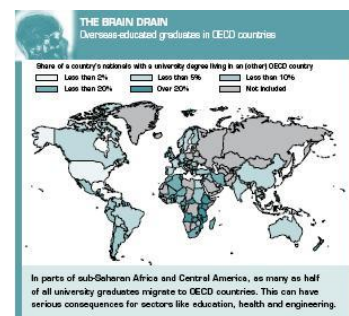 THE BRAIN DRAIN
Overseas-educated graduates in OECD countries
Share of a country's nationals with a university degree living in an (other) OECD country
Less than 2%
Less than 5%
Less than 10%
Less than 20%
Over 20%
Not included
In parts of sub-Saharan Africa and Central America, as many as half
of all university graduates migrate to OECD countries. This can have
serious consequences for sectors like education, health and engineering.